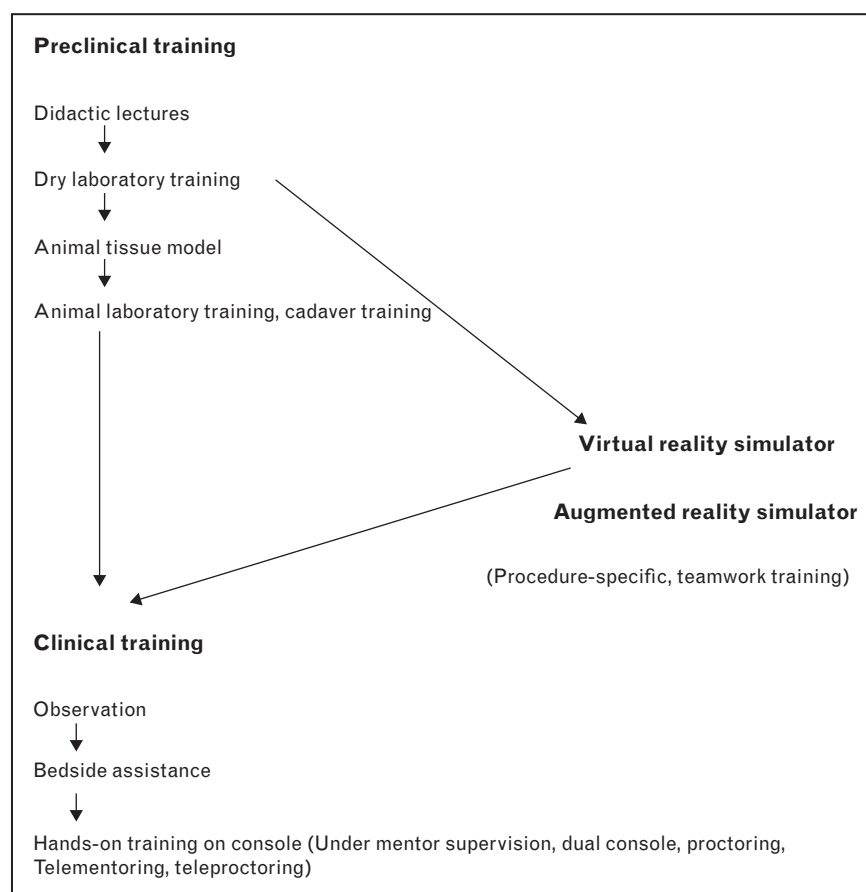 Preclinical training
Didactic lectures
Dry laboratory training
Animal tissue model
Animal laboratory training, cadaver training
Virtual reality simulator
Augmented reality simulator
(Procedure-specific, teamwork training)
Clinical training
Observation
Bedside assistance
Hands-on training on console (Under mentor supervision, dual console, proctoring,
Telementoring, teleproctoring)